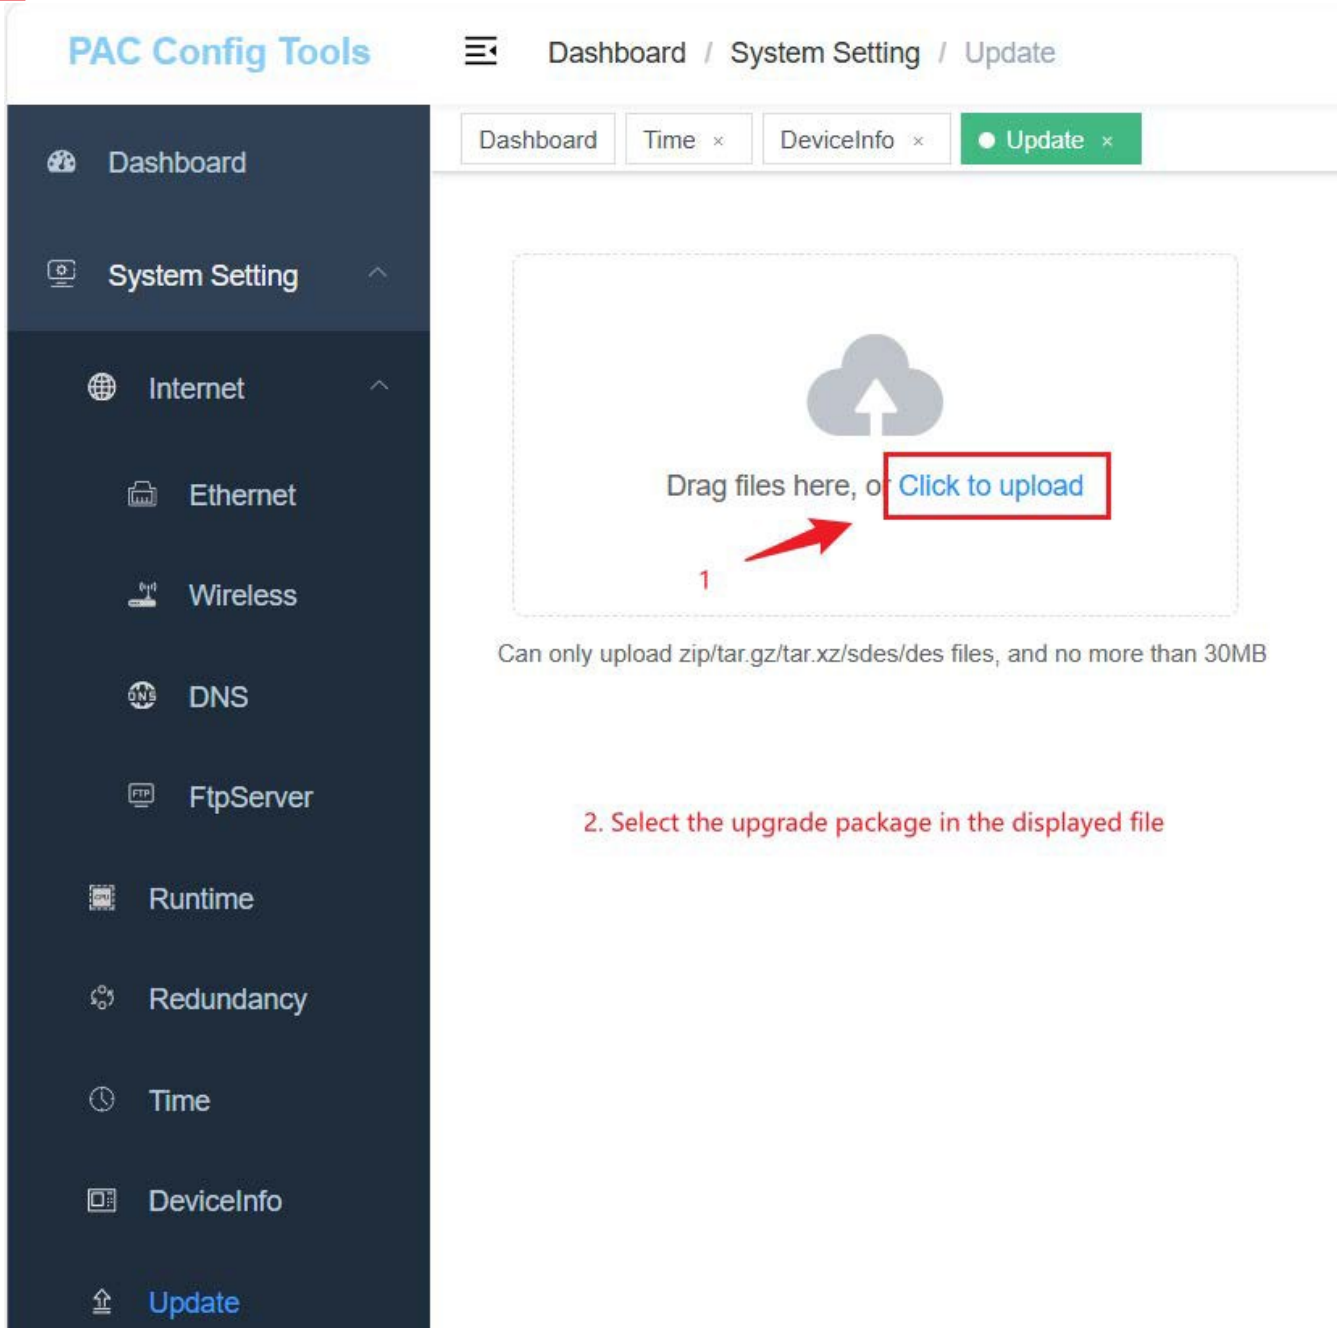 PAC Config Tools
Dashboard / System Setting / Update
Dashboard
Time ×
DeviceInfo ×
Update ×
Dashboard
System Setting
Internet
Ethernet
Wireless
DNS
DNS
FTP
FtpServer
CPU
Runtime
Redundancy
Time
DeviceInfo
Update
Drag files here, or Click to upload
1
Can only upload zip/tar.gz/tar.xz/sdes/des files, and no more than 30MB
2. Select the upgrade package in the displayed file